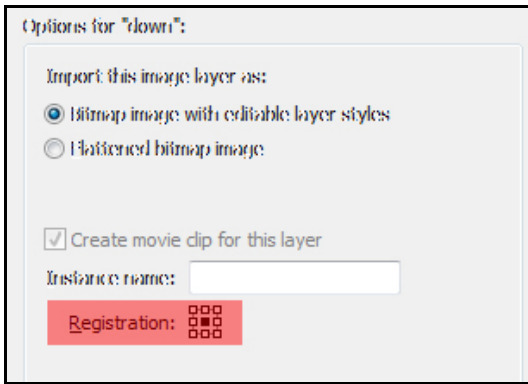 Options for "down":
Import this image layer as:
Bitmap image with editable layer styles
Flattened bitmap image
Create movie clip for this layer
Instance name:
Registration: